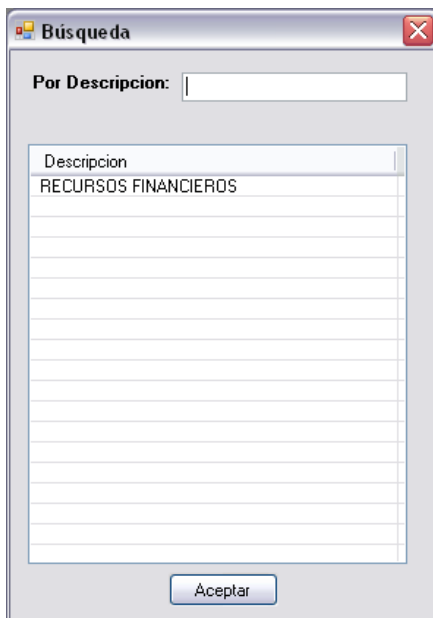 Búsqueda
Por Descripcion:
Descripcion
RECURSOS FINANCIEROS
Aceptar